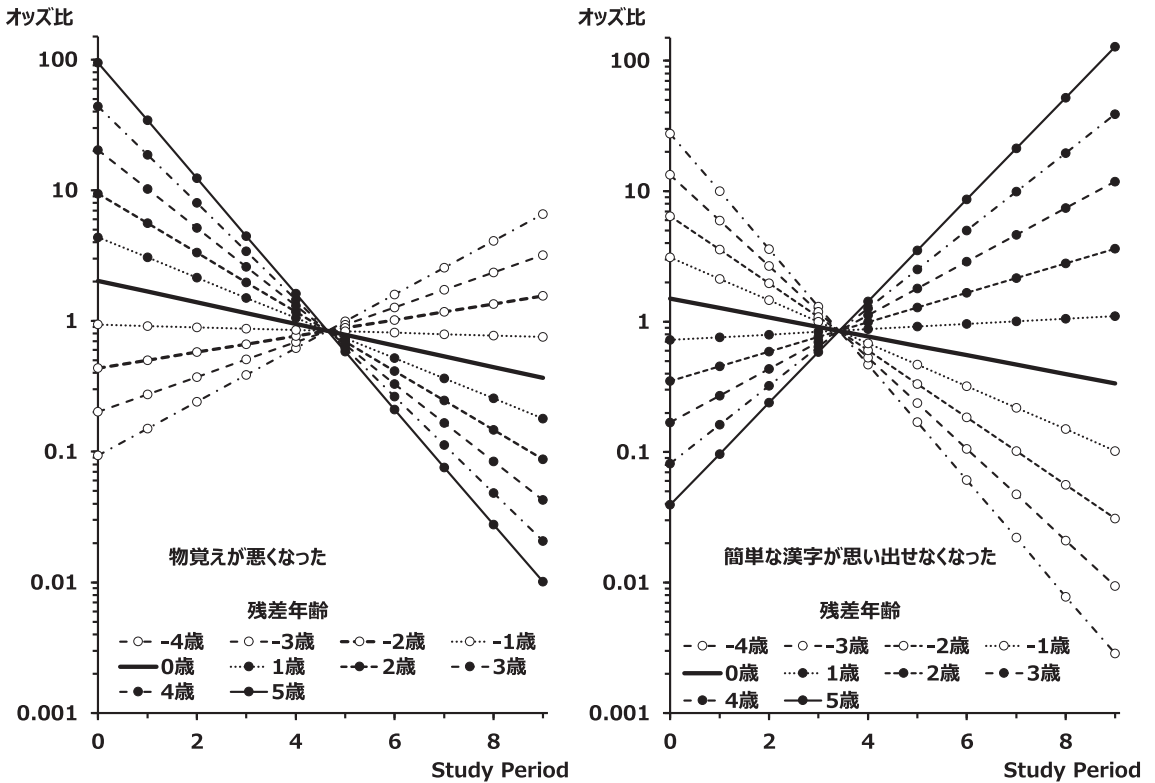 オッズ比
100
10
1
0.1
0.01
0.001
物覚えが悪くなった
残差年齢
-4歳 -3歳 -2歳 -1歳
0歳 1歳 2歳 3歳
4歳 5歳
0 2 4 6 8
Study Period
オッズ比
100
10
1
0.1
0.01
0.001
簡単な漢字が思い出せなくなった
残差年齢
-4歳 -3歳 -2歳 -1歳
0歳 1歳 2歳 3歳
4歳 5歳
0 2 4 6 8
Study Period